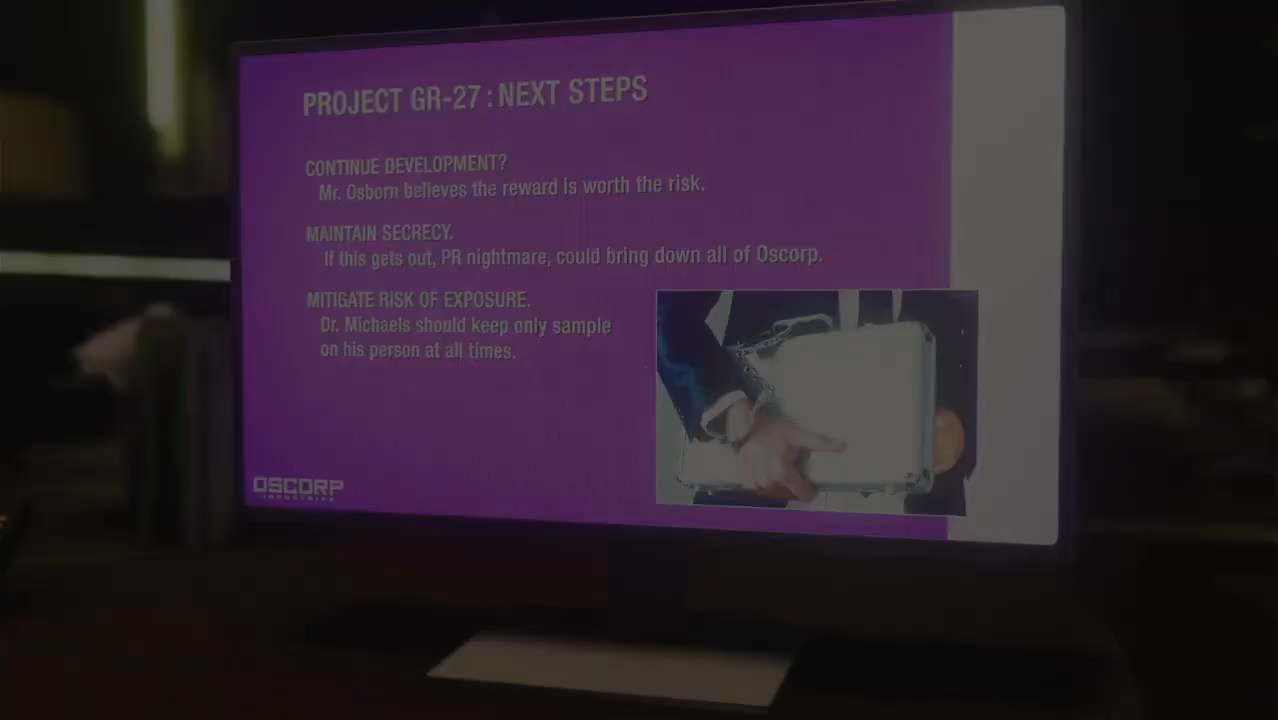 PROJECT GR-27 : NEXT STEPS
CONTINUE DEVELOPMENT?
Mr. Osborn believes the reward is worth the risk.
MAINTAIN SECRECY.
If this gets out, PR nightmare, could bring down all of Oscorp.
MITIGATE RISK OF EXPOSURE.
Dr. Michaels should keep only sample
on his person at all times.
OSCORP
INDUSTRIES